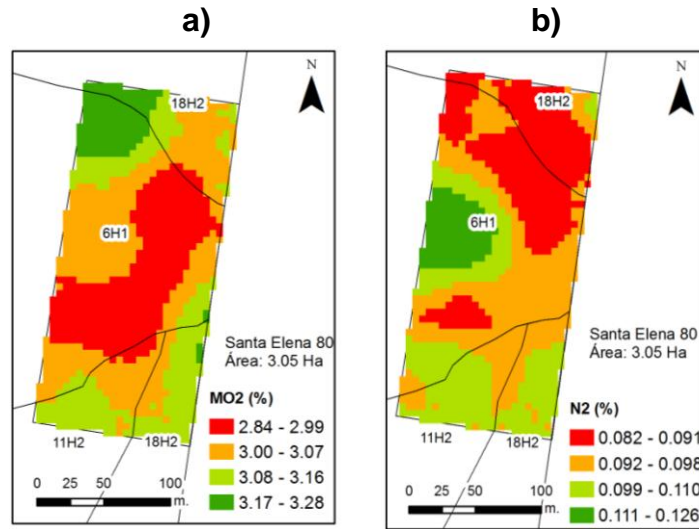 a)
N
18H2
6H1
Santa Elena 80
Área: 3.05 Ha
MO2 (%)
2.84 - 2.99
3.00 - 3.07
3.08 - 3.16
3.17 - 3.28
11H2
18H2
0 25 50 100
m.
b)
N
18H2
6H1
Santa Elena 80
Área: 3.05 Ha
N2 (%)
0.082 - 0.091
0.092 - 0.098
0.099 - 0.110
0.111 - 0.126
11H2
18H2
0 25 50 100
m.